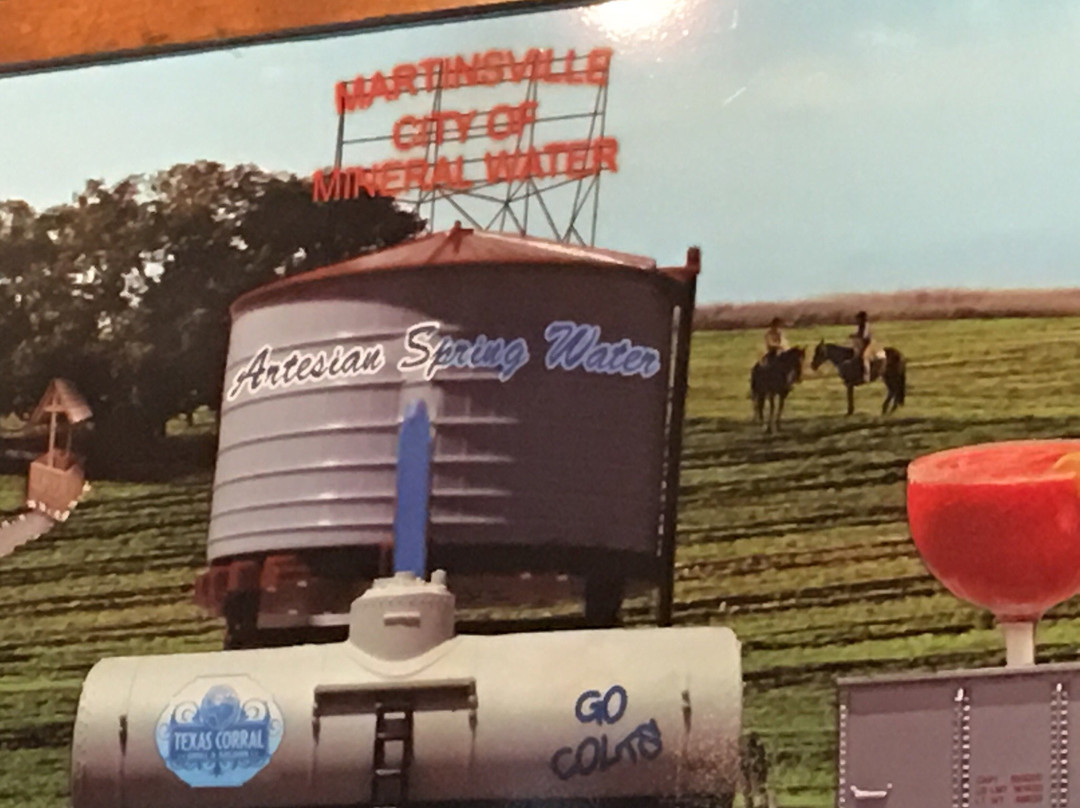 MARTINSVILLE
CITY OF
MINERAL WATER
Artesian Spring Water
TEXAS CORRAL
GO
COLTS